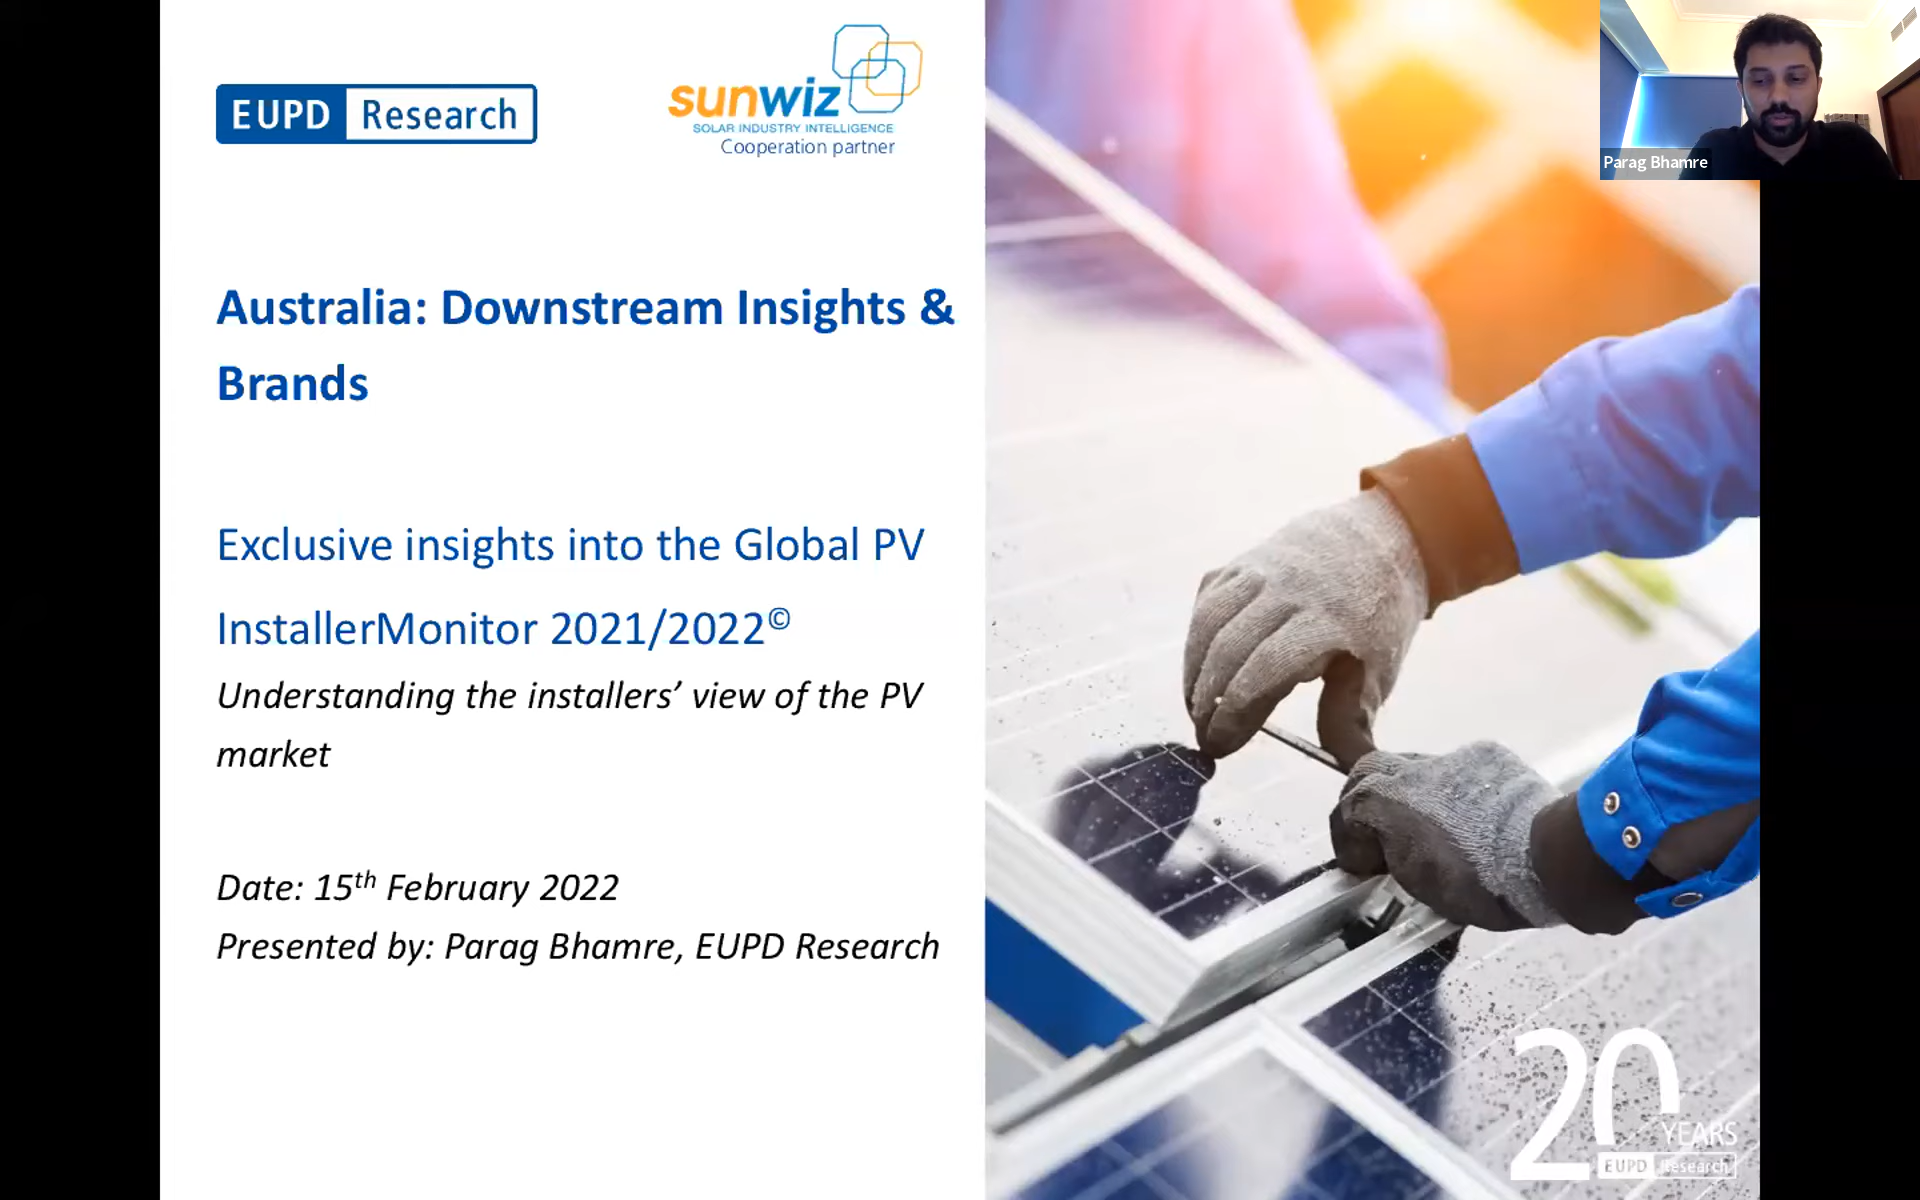 EUPD Research
sunwiz
SOLAR INDUSTRY INTELLIGENCE
Cooperation partner
Parag Bhamre
Australia: Downstream Insights &
Brands
Exclusive insights into the Global PV
InstallerMonitor 2021/2022©
Understanding the installers’ view of the PV
market
Date: 15th February 2022
Presented by: Parag Bhamre, EUPD Research
20
YEARS
EUPD Research